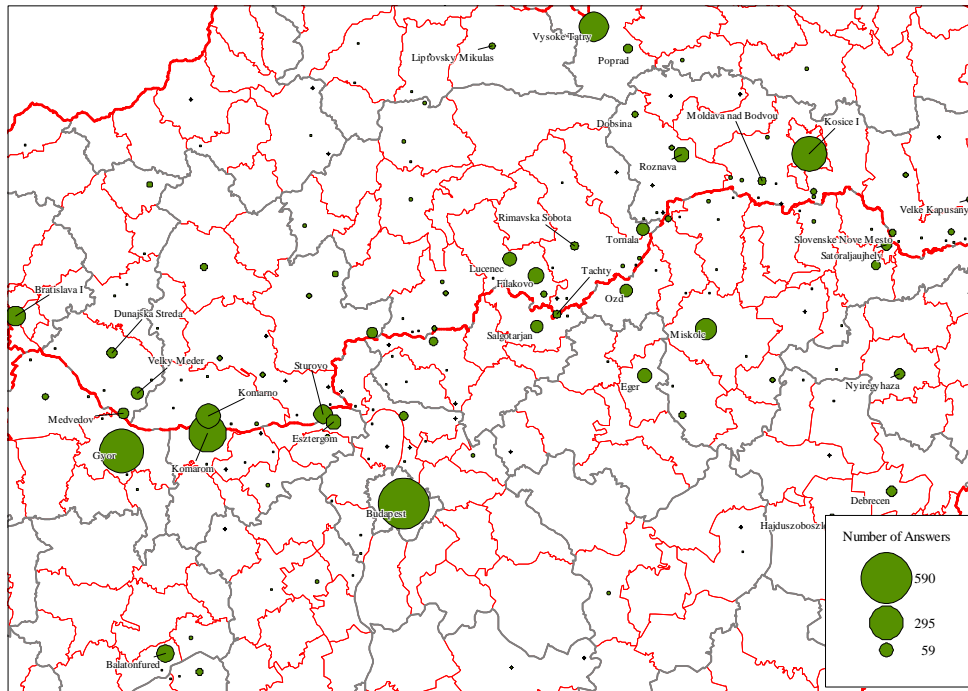 Vysoke Tatry
Liptovsky Mikulas
Poprad
Dobsina
Moldava nad Bodvou
Kosice I
Roznava
Velke Kapusany
Rimavska Sobota
Tornala
Slovenske Nove Mesto
Satoraljaujhely
Lucenec
Tachty
Filakovo
Bratislava I
Ozd
Dunajska Streda
Salgotarjan
Miskolc
Velky Meder
Sturovo
Eger
Nyiregyhaza
Komarno
Medvedov
Esztergom
Gyor
Komarom
Debrecen
Budapest
Hajduszoboszlo
Number of Answers
590
295
59
Balatonfured